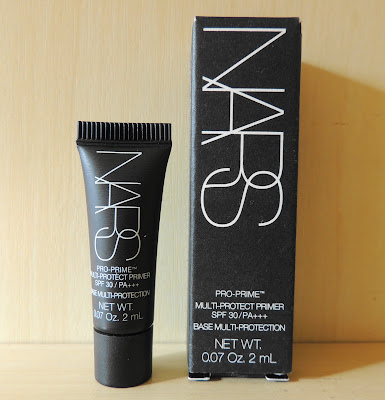 NARS
PRO-PRIME™
MULTI-PROTECT PRIMER
SPF 30 / PA+++
BASE MULTI-PROTECTION
NET WT.
0.07 Oz. 2 mL
NARS
PRO-PRIME™
MULTI-PROTECT PRIMER
SPF 30/PA+++
BASE MULTI-PROTECTION
NET WT.
0.07 Oz. 2 mL